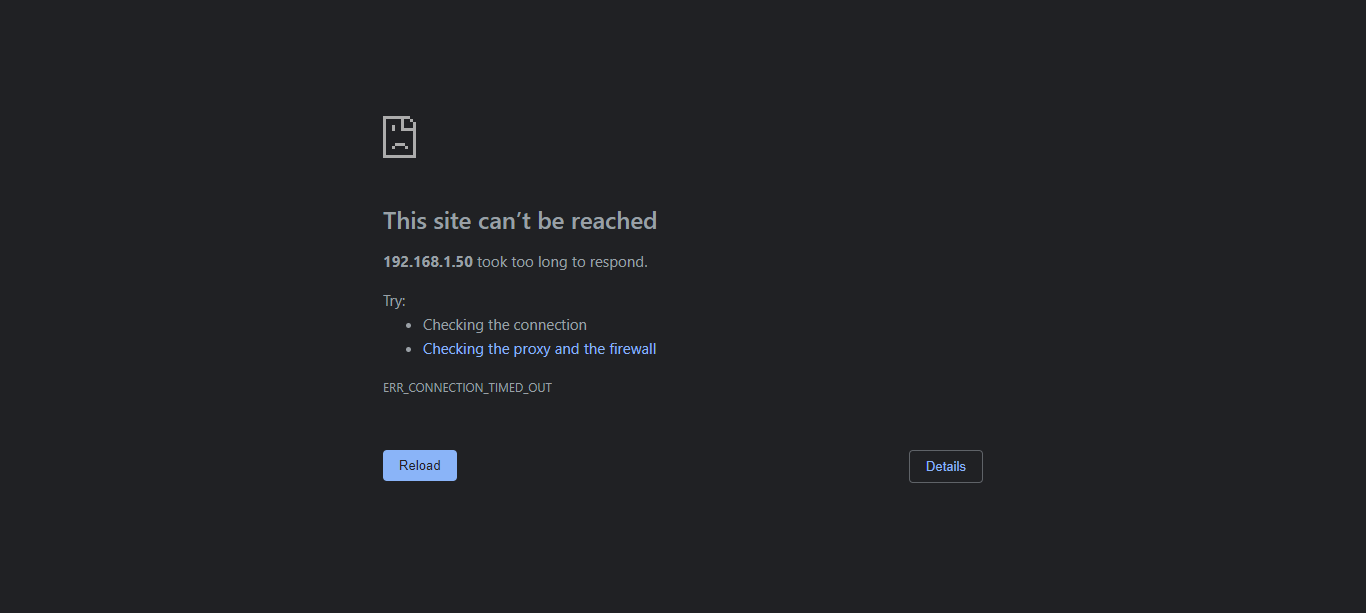 This site can’t be reached
192.168.1.50 took too long to respond.
Try:
• Checking the connection
• Checking the proxy and the firewall
ERR_CONNECTION_TIMED_OUT
Reload
Details